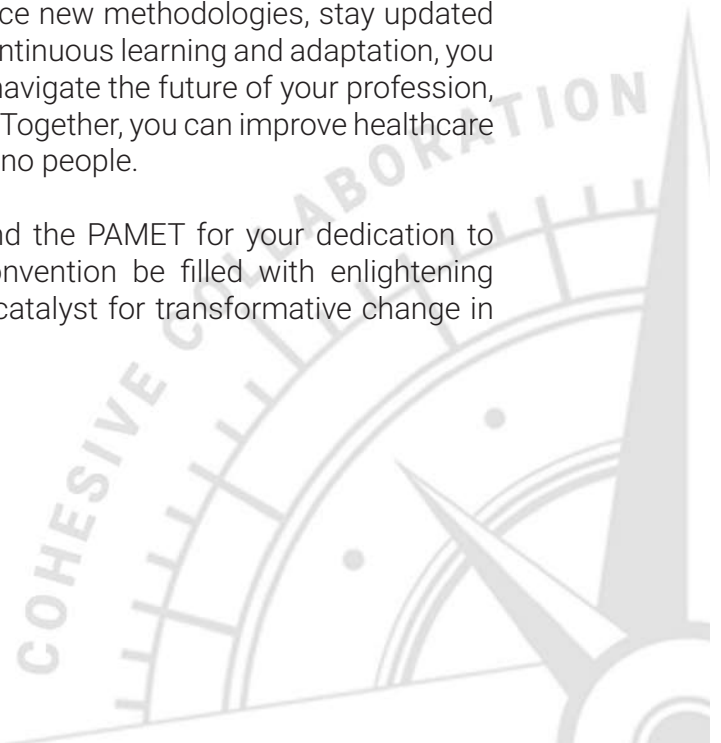 ce new methodologies, stay updated
ntinuous learning and adaptation, you
navigate the future of your profession,
Together, you can improve healthcare
no people.
nd the PAMET for your dedication to
onvention be filled with enlightening
catalyst for transformative change in
COHESIVE COLLABORATION